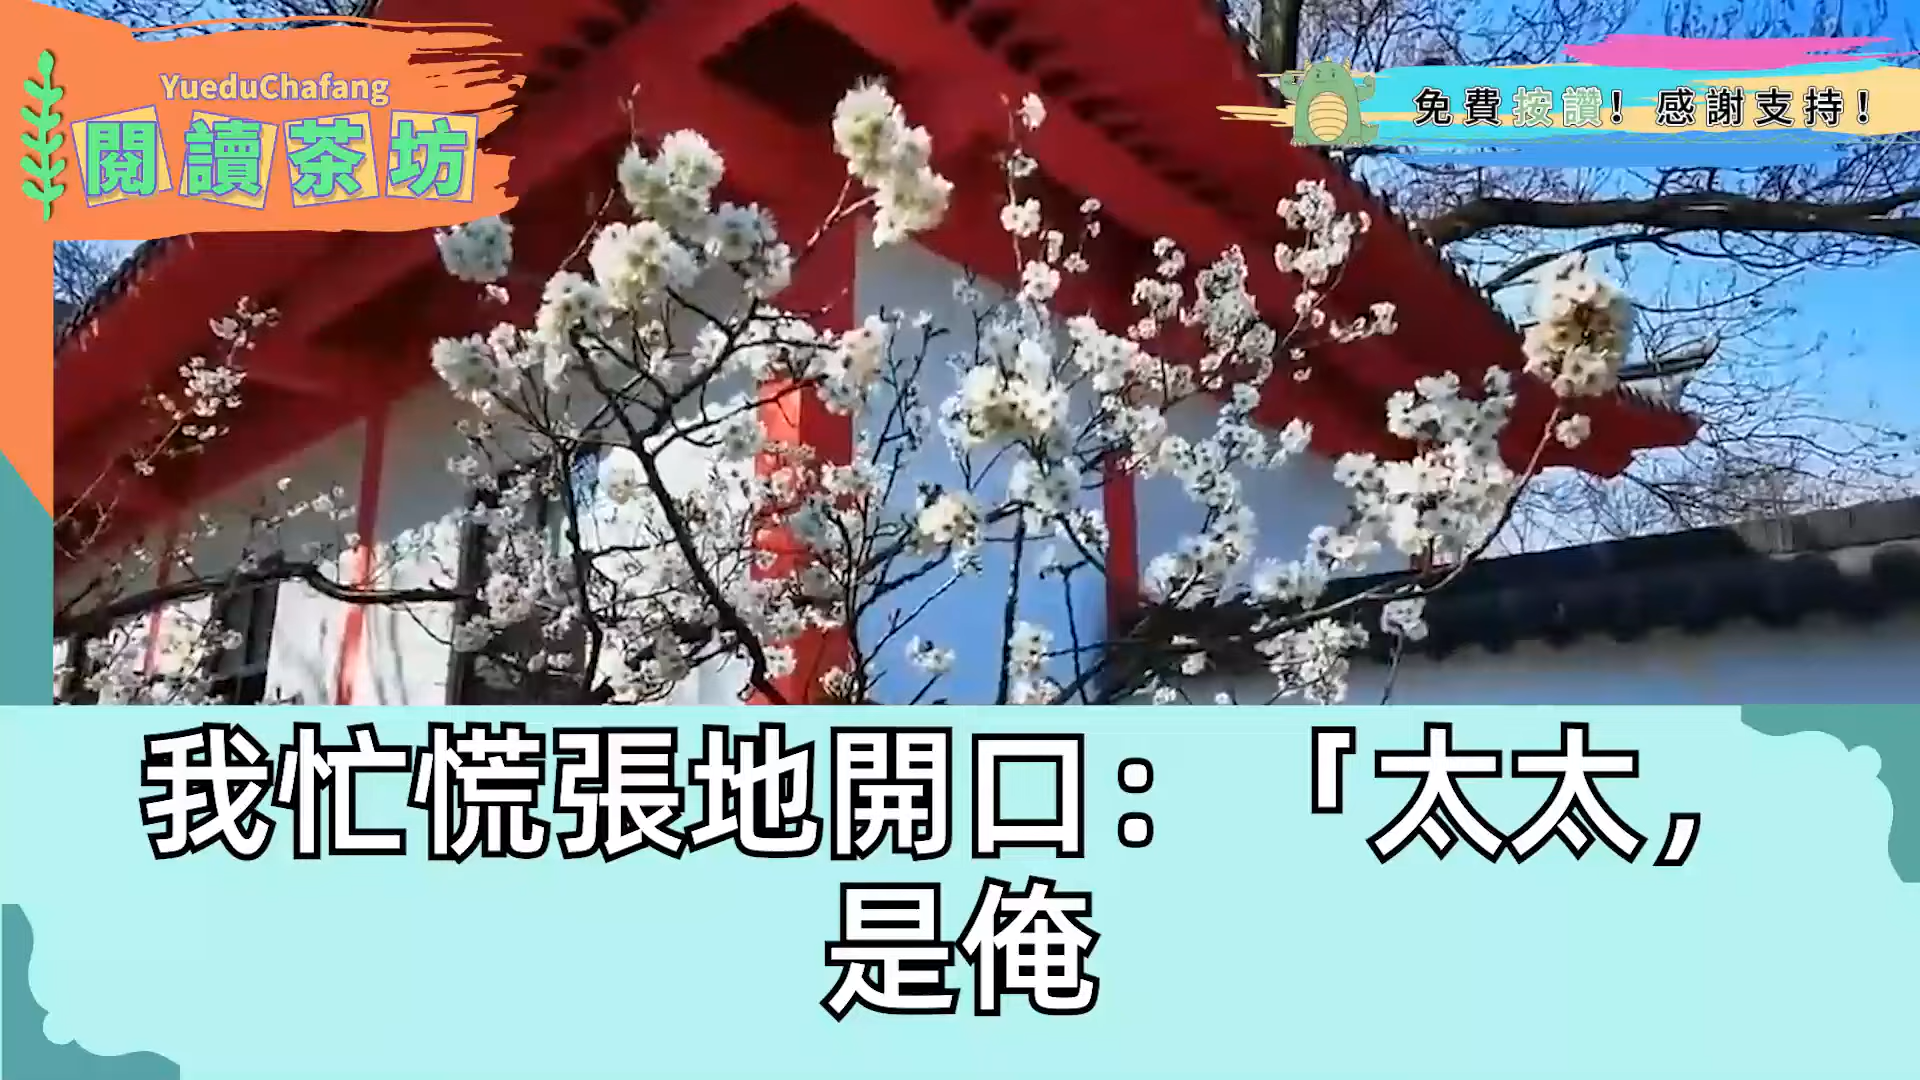 YueduChafang
閱讀茶坊
免費按讚！感謝支持！
我忙慌張地開口：「太太，
是俺